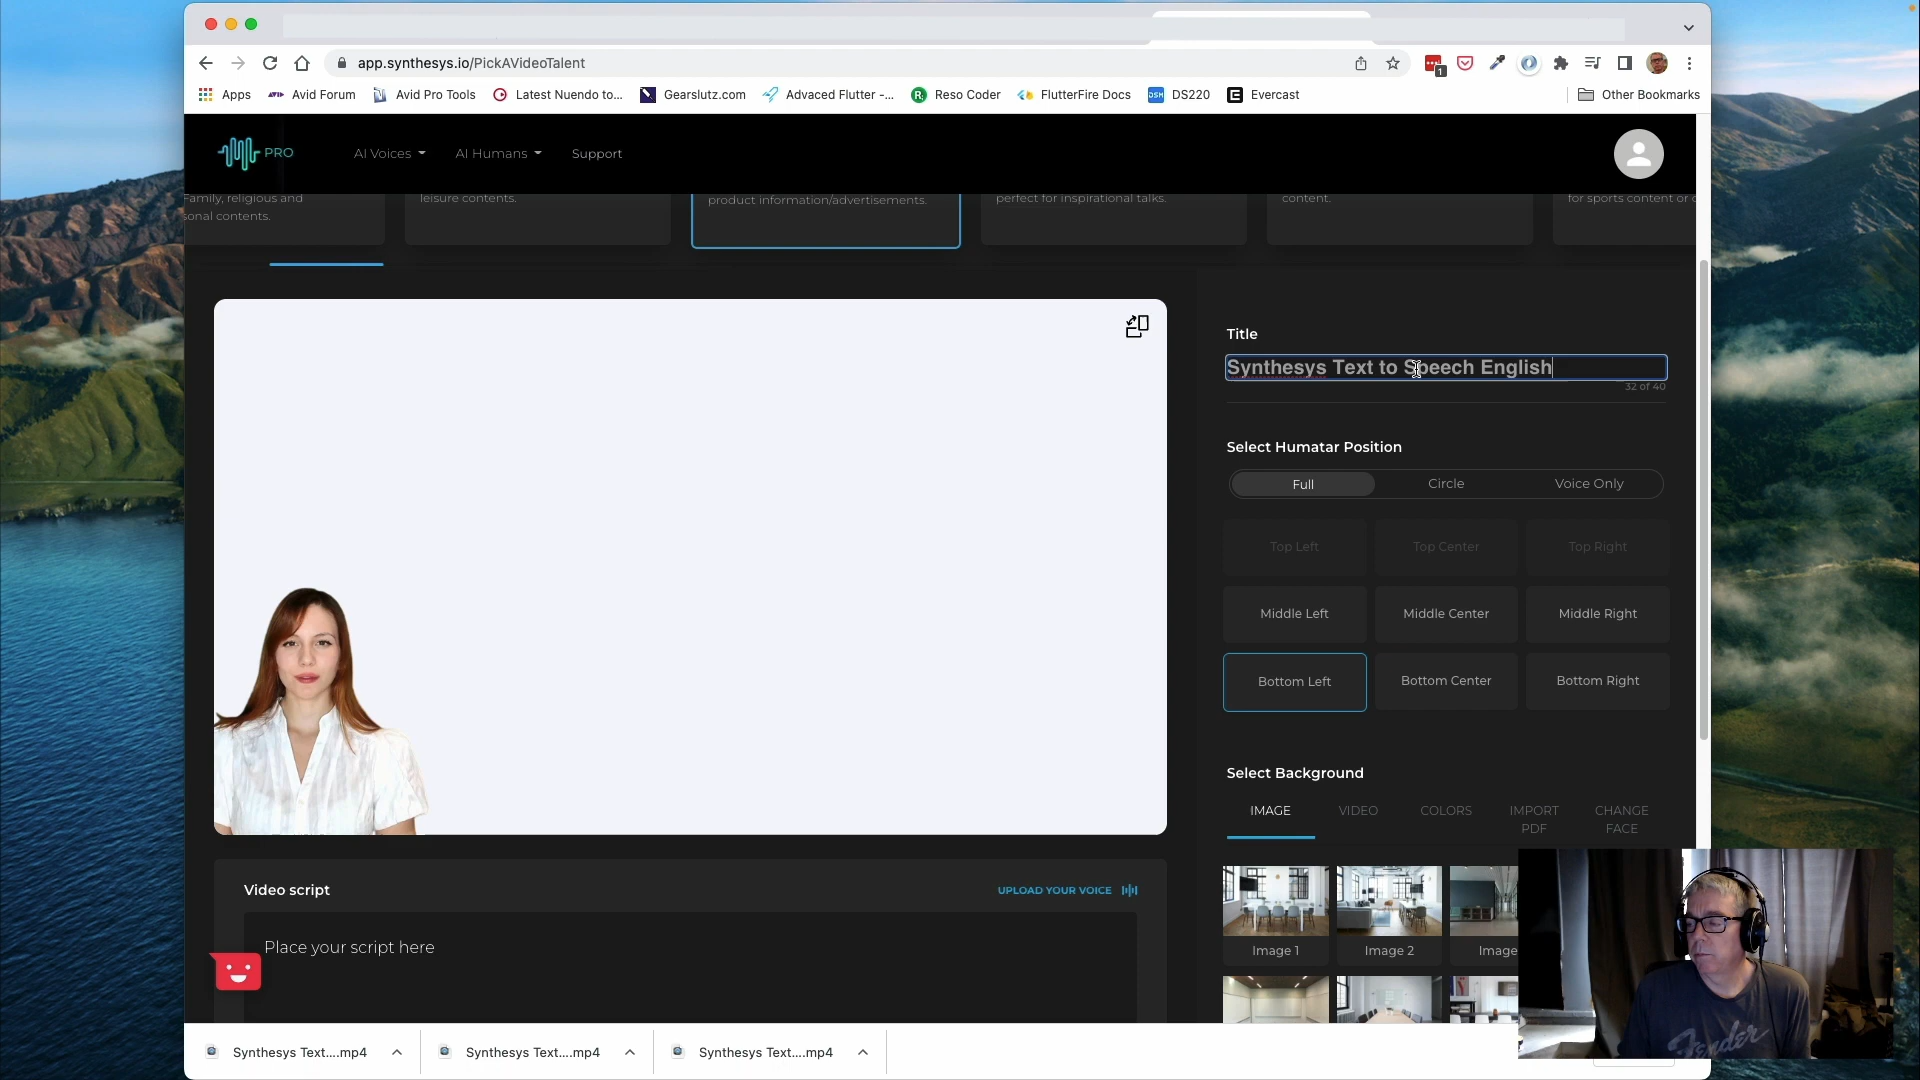 app.synthesys.io/PickAVideoTalent
1
Apps
Avid Forum
Avid Pro Tools
Latest Nuendo to...
Gearslutz.com
Advaced Flutter -...
Reso Coder
FlutterFire Docs
DSM
DS220
Evercast
Other Bookmarks
PRO
AI Voices
AI Humans
Support
Family, religious and
sonal contents.
leisure contents.
product information/advertisements.
perfect for inspirational talks.
content.
for sports content or
Title
Synthesys Text to Speech English
32 of 40
Select Humatar Position
Full
Circle
Voice Only
Top Left
Top Center
Top Right
Middle Left
Middle Center
Middle Right
Bottom Left
Bottom Center
Bottom Right
Select Background
IMAGE
VIDEO
COLORS
IMPORT
PDF
CHANGE
FACE
Image 1
Image 2
Image
Video script
UPLOAD YOUR VOICE
Place your script here
Fender
Synthesys Text....mp4
Synthesys Text....mp4
Synthesys Text....mp4